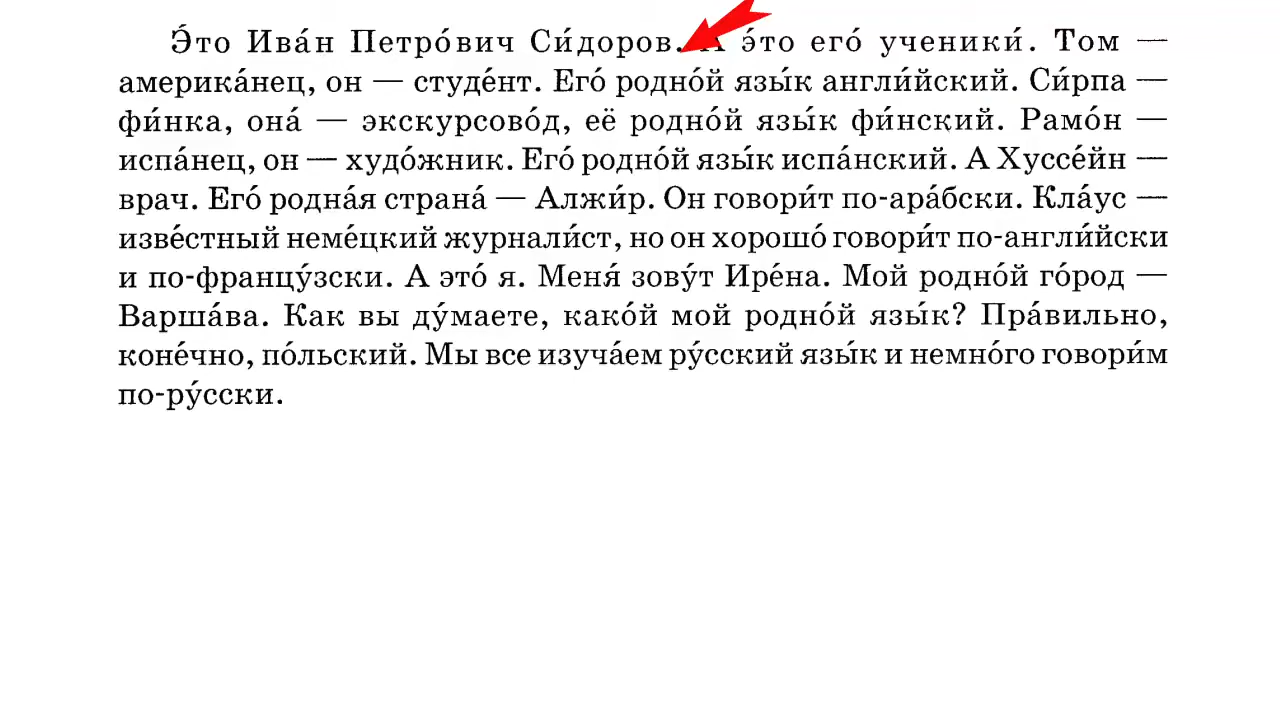 Э́то Ива́н Петро́вич Си́доров. А э́то его́ ученики́. Том —
америка́нец, он — студе́нт. Его́ родно́й язы́к англи́йский. Си́рпа —
фи́нка, она́ — экскурсово́д, её родно́й язы́к фи́нский. Рамо́н —
испа́нец, он — худо́жник. Его́ родно́й язы́к испа́нский. А Хуссе́йн —
врач. Его́ родна́я страна́ — Алжи́р. Он говори́т по-ара́бски. Кла́ус —
изве́стный неме́цкий журнали́ст, но он хорошо́ говори́т по-англи́йски
и по-францу́зски. А это́ я. Меня́ зову́т Ире́на. Мой родно́й го́род —
Варша́ва. Как вы ду́маете, како́й мой родно́й язы́к? Пра́вильно,
коне́чно, по́льский. Мы все изуча́ем ру́сский язы́к и немно́го говори́м
по-ру́сски.